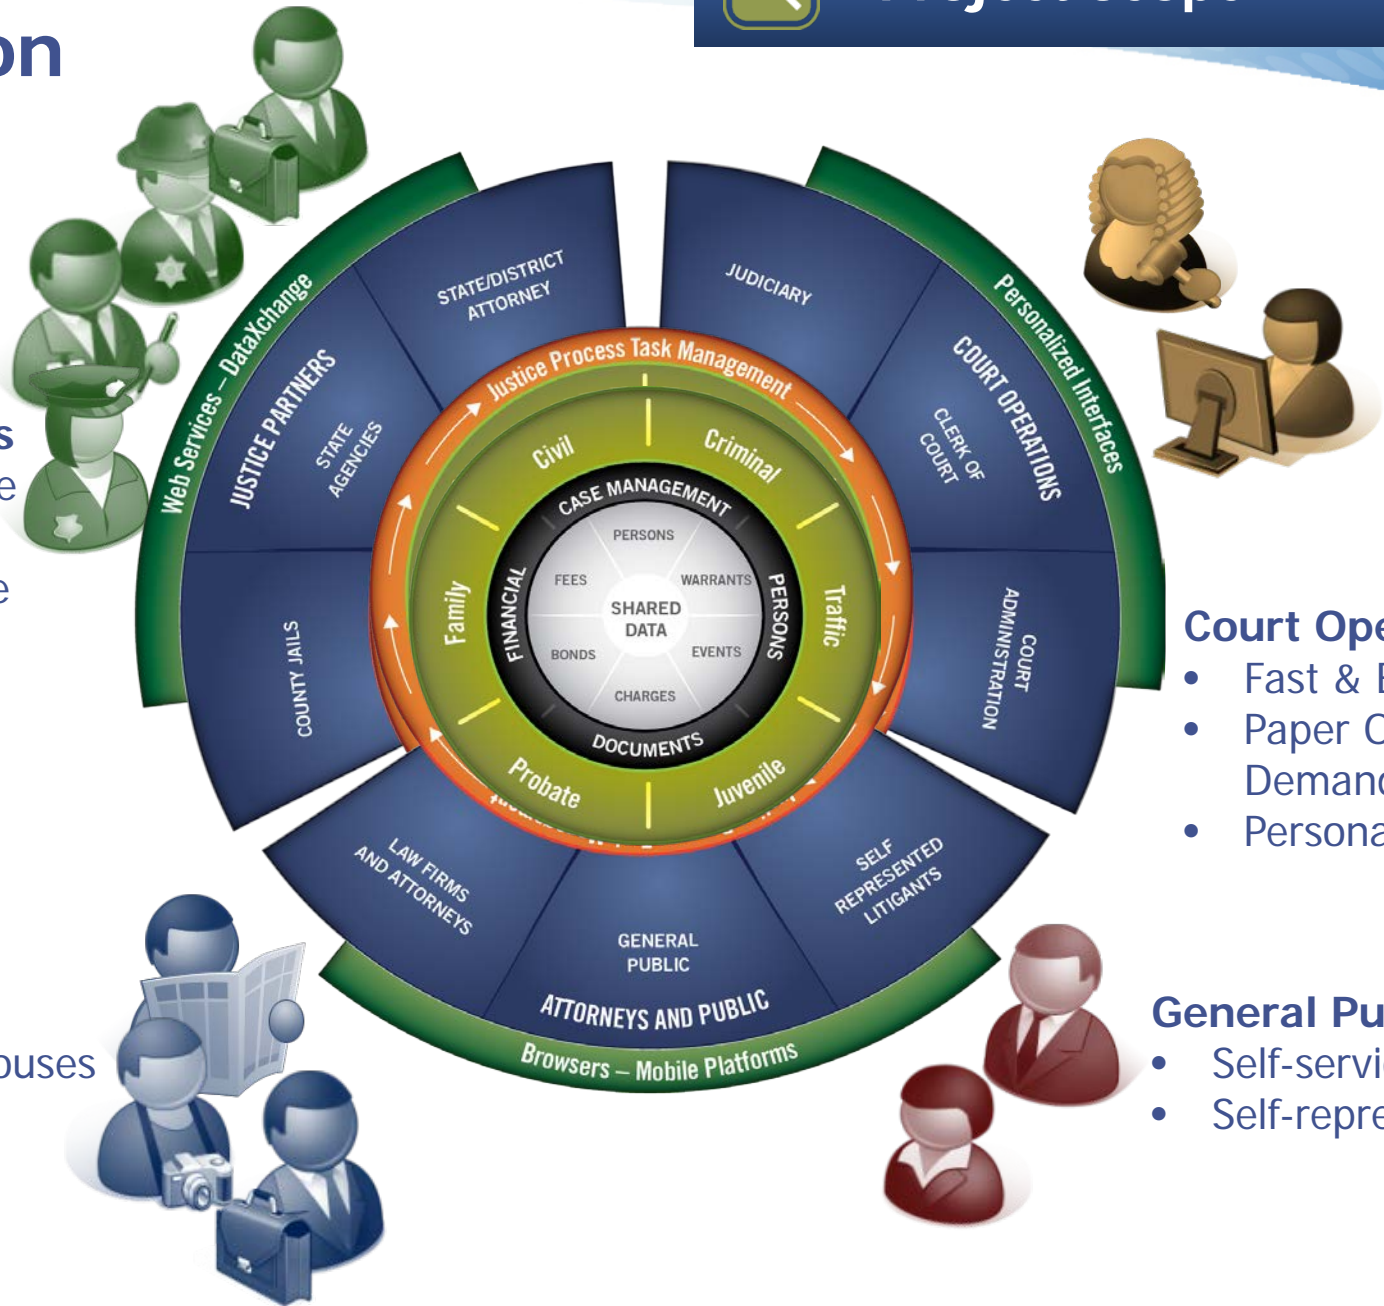 on
STATE/DISTRICT
ATTORNEY
JUDICIARY
Web Services – DataXchange
Personalized Interfaces
JUSTICE PARTNERS
STATE
AGENCIES
COURT OPERATIONS
CLERK OF
COURT
Justice Process Task Management
Civil
Criminal
CASE MANAGEMENT
PERSONS
FEES
WARRANTS
FINANCIAL
PERSONS
SHARED
DATA
Family
Traffic
BONDS
EVENTS
CHARGES
DOCUMENTS
Probate
Juvenile
COUNTY JAILS
COURT
ADMINISTRATION
s
e
e
Court Ope
• Fast & E
• Paper
Demand
• Persona
LAW FIRMS
AND ATTORNEYS
SELF
REPRESENTED
LITIGANTS
GENERAL
PUBLIC
ATTORNEYS AND PUBLIC
Browsers – Mobile Platforms
ouses
General Pu
• Self-servi
• Self-repre